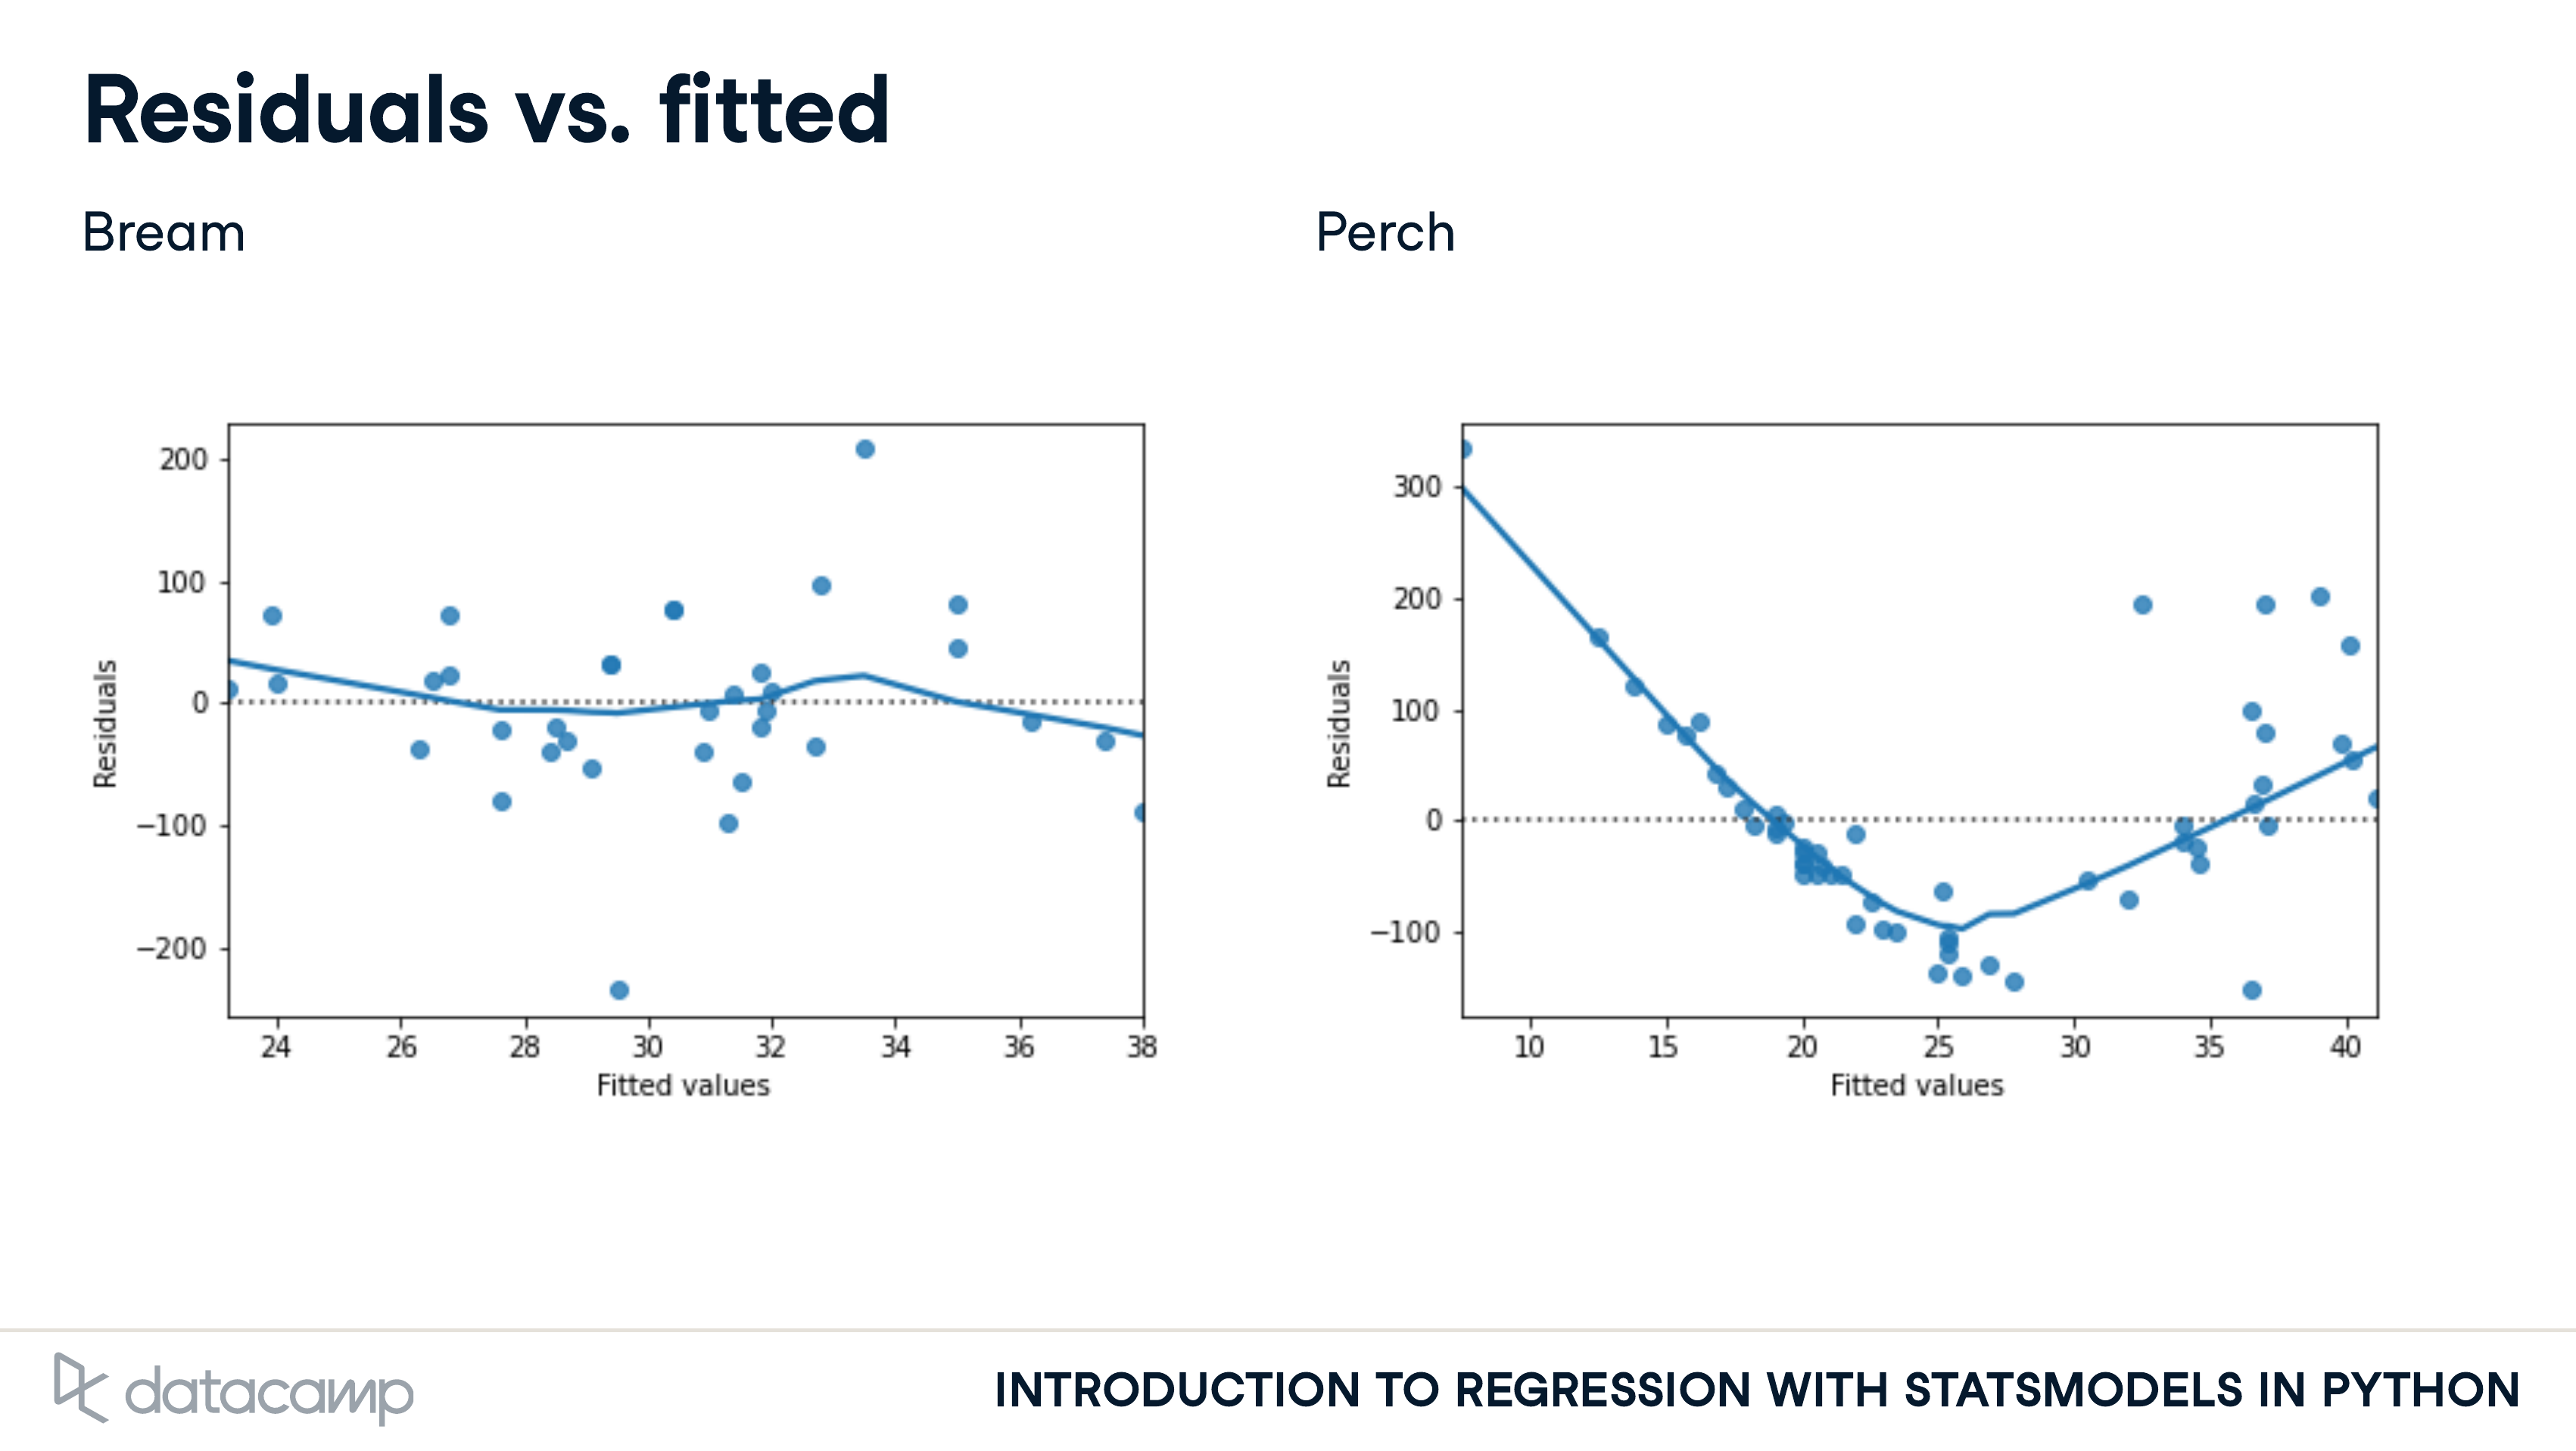 Residuals vs. fitted
Bream
Perch
200
100
0
−100
−200
Residuals
24 26 28 30 32 34 36 38
Fitted values
300
200
100
0
−100
Residuals
10 15 20 25 30 35 40
Fitted values
datacamp
INTRODUCTION TO REGRESSION WITH STATSMODELS IN PYTHON